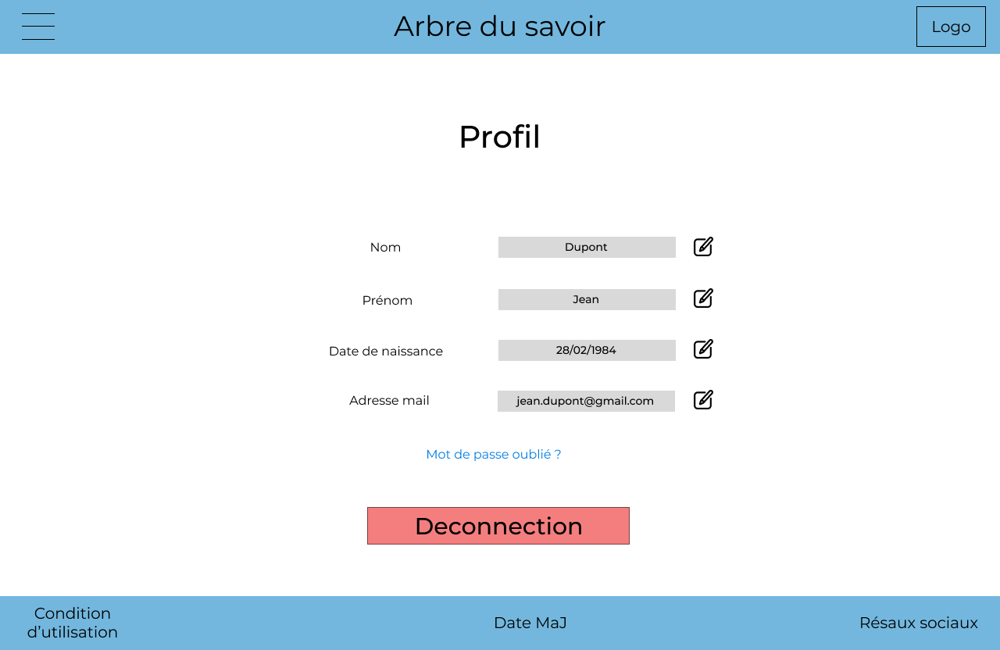 Arbre du savoir
Logo
Profil
Nom
Dupont
Prénom
Jean
Date de naissance
28/02/1984
Adresse mail
jean.dupont@gmail.com
Mot de passe oublié ?
Deconnection
Condition
d’utilisation
Date MaJ
Résaux sociaux